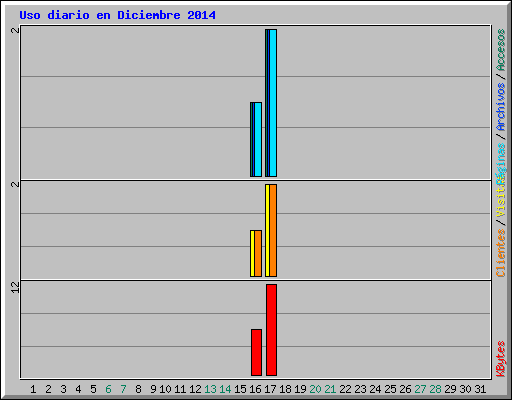 Uso diario en Diciembre 2014
2
2
12
1 2 3 4 5 6 7 8 9 10 11 12 13 14 15 16 17 18 19 20 21 22 23 24 25 26 27 28 29 30 31
/ Archivos / Accesos
Clientes /
KBytes